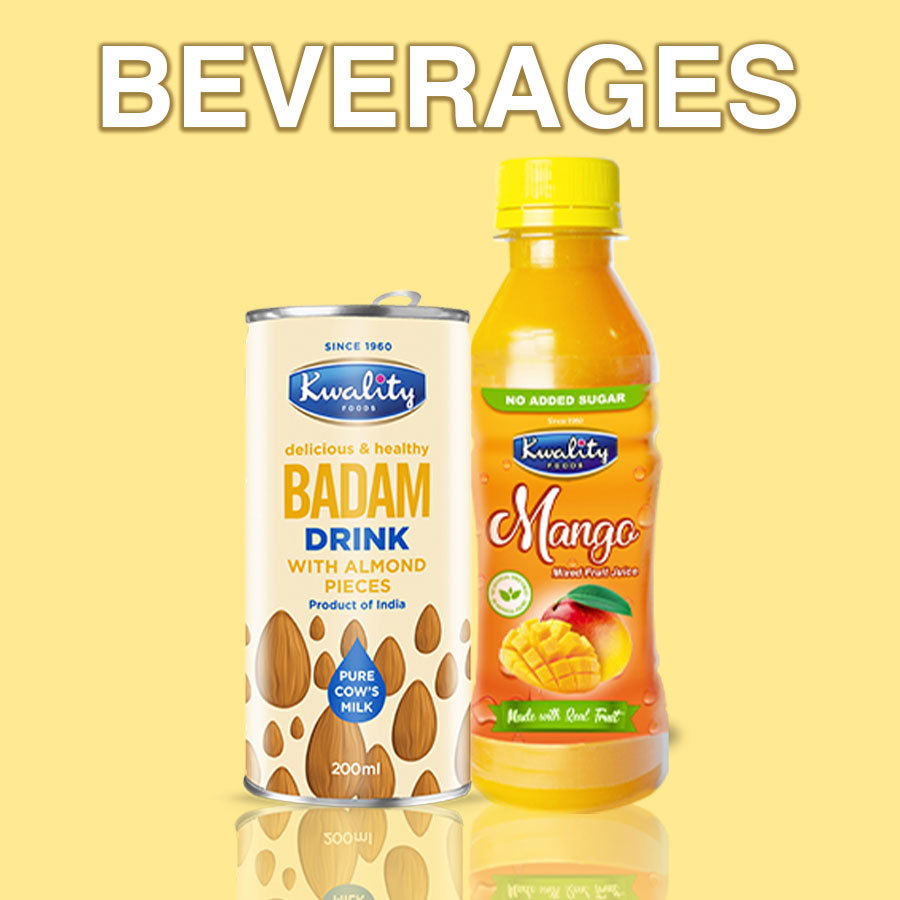 BEVERAGES
SINCE 1960
Kwality
FOODS
delicious & healthy
BADAM
DRINK
WITH ALMOND
PIECES
Product of India
PURE
COW'S
MILK
200ml
NO ADDED SUGAR
Since 1960
Kwality
FOODS
Mango
Mixed Fruit Juice
Made with Real Fruit